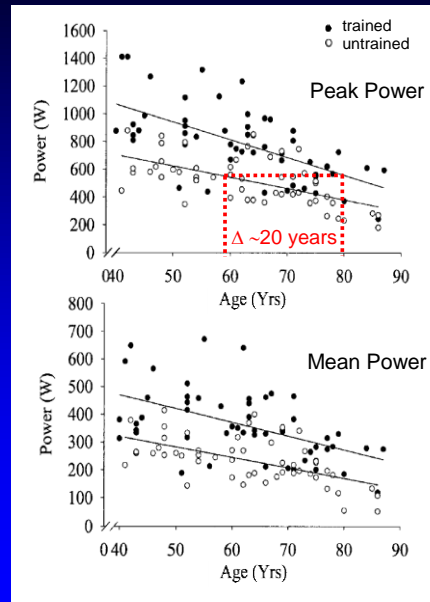 ● trained
○ untrained
Peak Power
Power (W)
1600
1400
1200
1000
800
600
400
200
0
Δ ~20 years
040 50 60 70 80 90
Age (Yrs)
Mean Power
Power (W)
800
700
600
500
400
300
200
100
0
0 40 50 60 70 80 90
Age (Yrs)